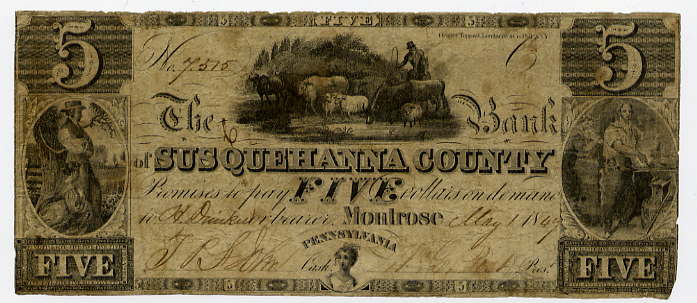 FIVE
5 5
No. 7515 C
The Bank
of SUSQUEHANNA COUNTY
Promises to pay FIVE dollars on demand
to or bearer, Montrose May 1 184
PENNSYLVANIA
Cash Pres.
FIVE FIVE